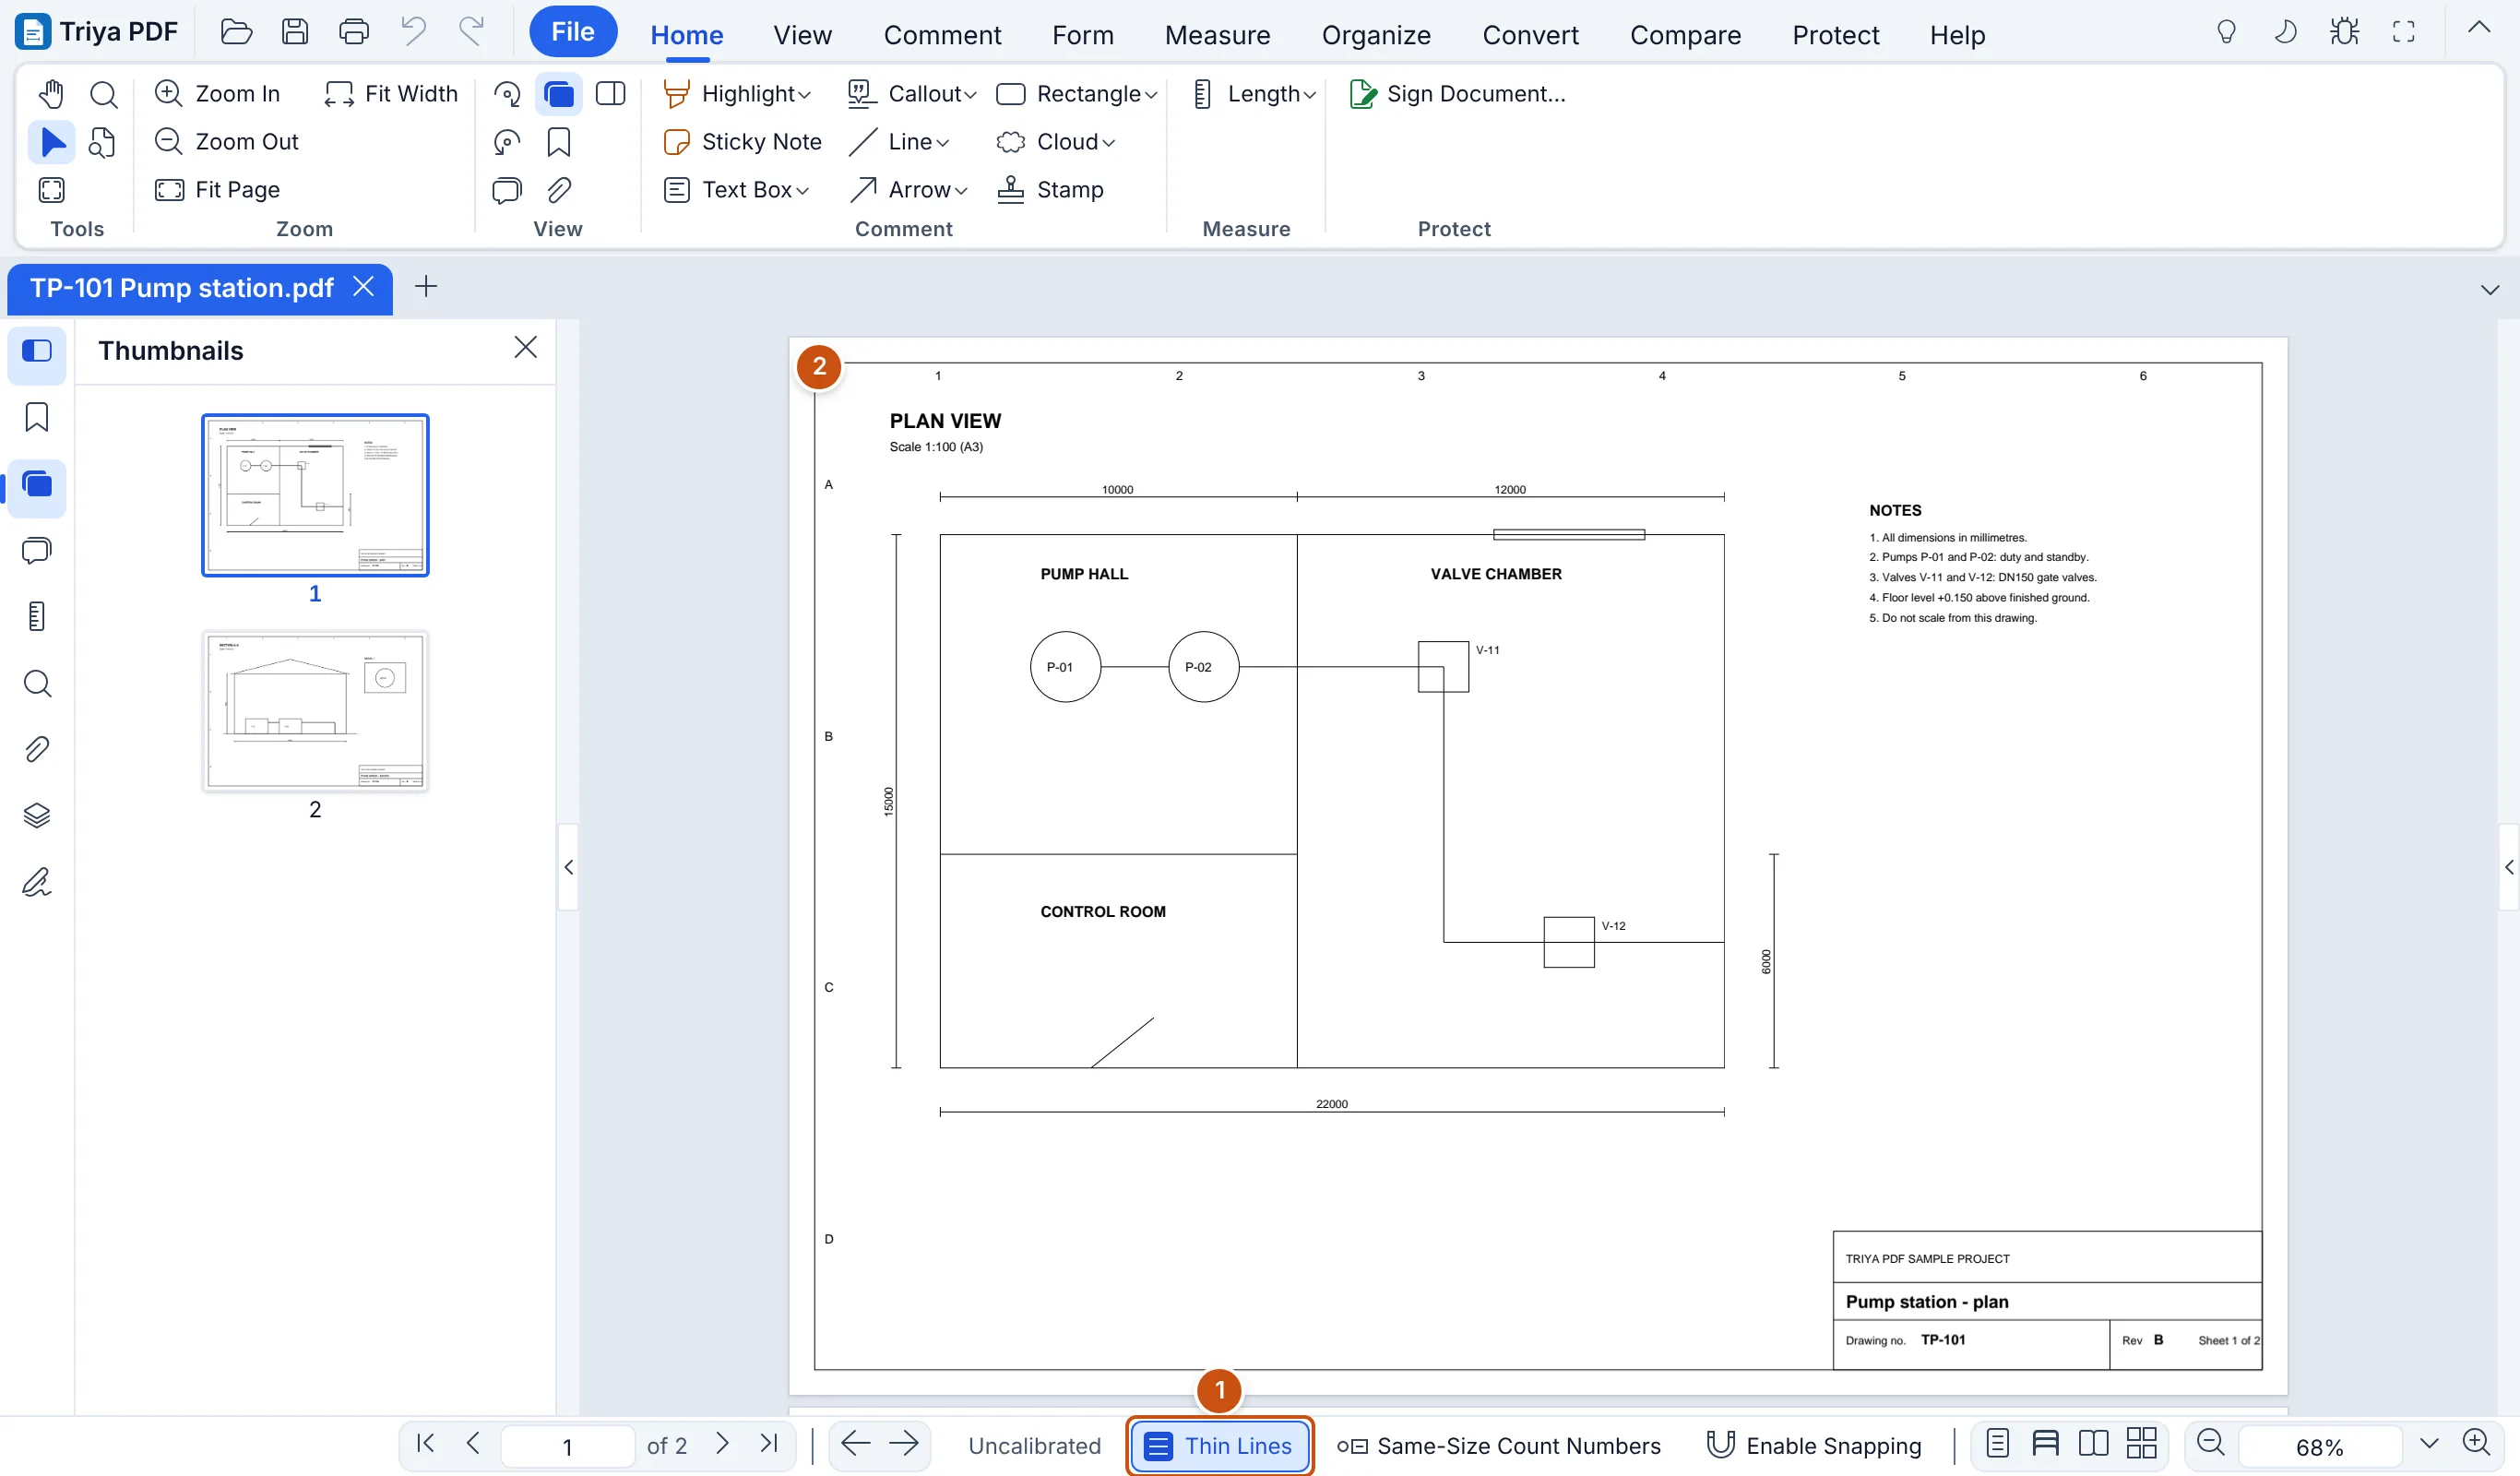 Triya PDF
File
Home
View
Comment
Form
Measure
Organize
Convert
Compare
Protect
Help
Zoom In
Fit Width
Highlight
Callout
Rectangle
Length
Sign Document...
Zoom Out
Sticky Note
Line
Cloud
Fit Page
Text Box
Arrow
Stamp
Tools
Zoom
View
Comment
Measure
Protect
TP-101 Pump station.pdf
Thumbnails
1
2
2
1 2 3 4 5 6
PLAN VIEW
Scale 1:100 (A3)
A
10000
12000
NOTES
1. All dimensions in millimetres.
2. Pumps P-01 and P-02: duty and standby.
3. Valves V-11 and V-12: DN150 gate valves.
4. Floor level +0.150 above finished ground.
5. Do not scale from this drawing.
PUMP HALL
VALVE CHAMBER
P-01
P-02
V-11
B
15000
CONTROL ROOM
V-12
6000
C
22000
D
TRIYA PDF SAMPLE PROJECT
Pump station - plan
Drawing no. TP-101
Rev B
Sheet 1 of 2
1
1
of 2
Uncalibrated
Thin Lines
Same-Size Count Numbers
Enable Snapping
68%